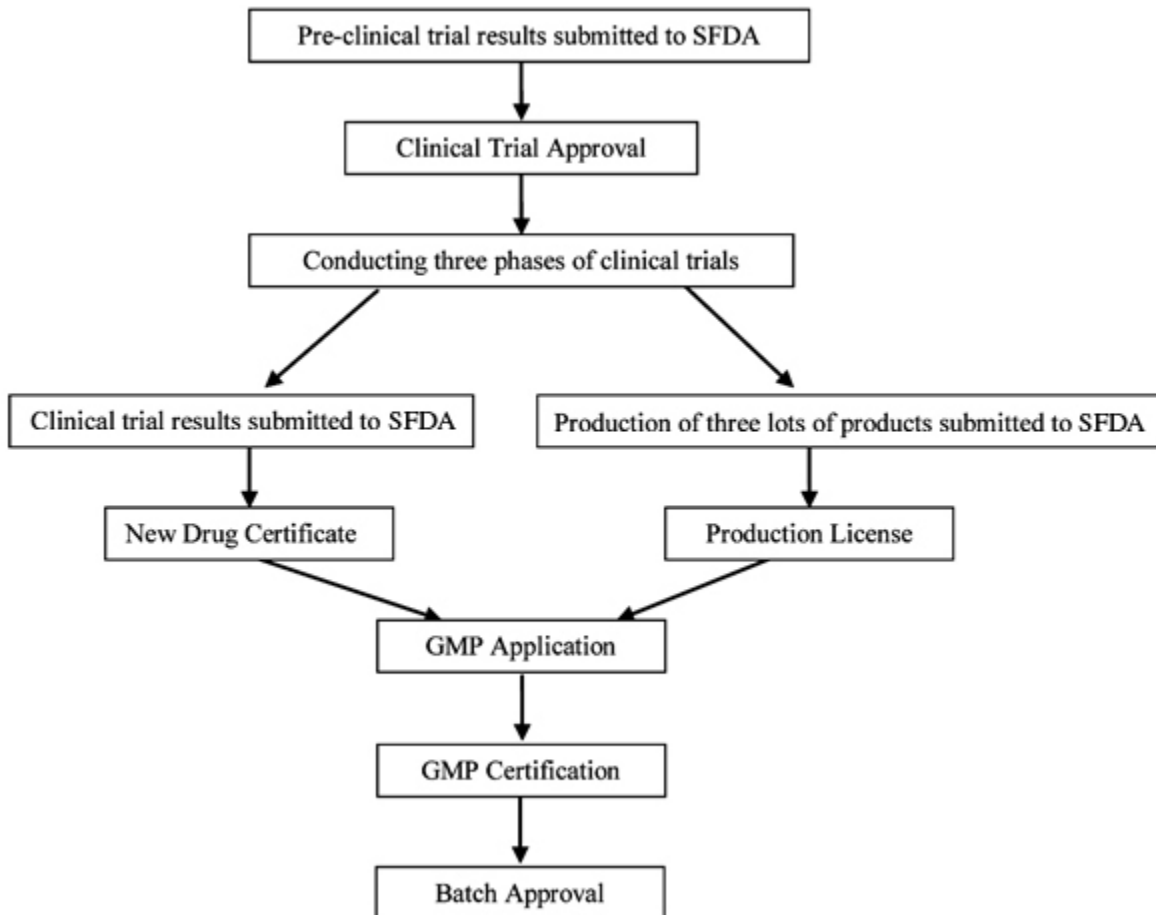 Pre-clinical trial results submitted to SFDA
Clinical Trial Approval
Conducting three phases of clinical trials
Clinical trial results submitted to SFDA
Production of three lots of products submitted to SFDA
New Drug Certificate
Production License
GMP Application
GMP Certification
Batch Approval